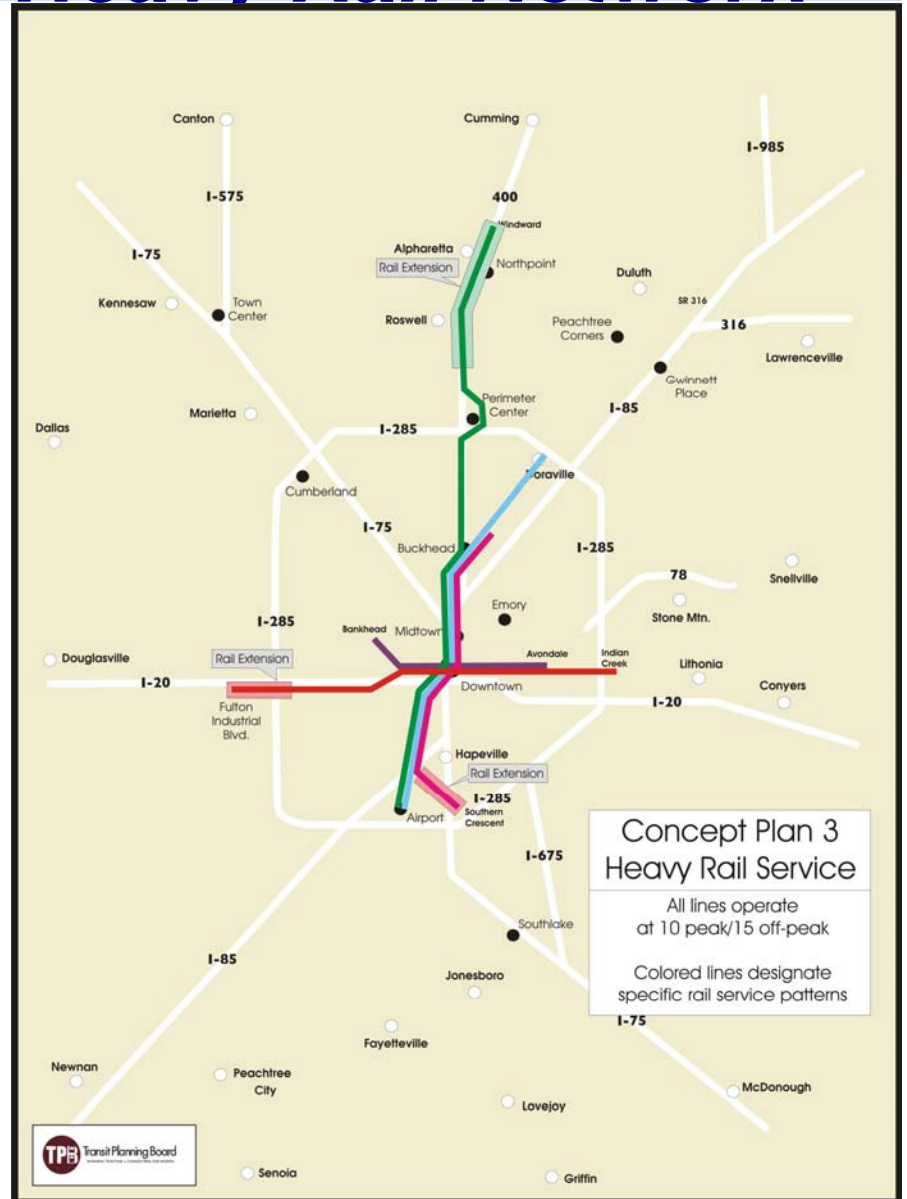 Heavy Rail Network
Canton
Cumming
I-985
I-575
400
Windward
I-75
Alpharetta
Rail Extension
Northpoint
Duluth
Kennesaw
Town
Center
SR 316
Roswell
Peachtree
Corners
316
Lawrenceville
Gwinnett
Place
Marietta
Perimeter
Center
I-85
Dallas
I-285
Doraville
Cumberland
I-75
Buckhead
I-285
78
Snellville
Emory
Stone Mtn.
I-285
Bankhead
Midtown
Avondale
Indian
Creek
Douglasville
Rail Extension
Lithonia
I-20
Downtown
Conyers
I-20
Fulton
Industrial
Blvd.
Hapeville
Rail Extension
I-285
Southern
Crescent
Airport
Concept Plan 3
Heavy Rail Service
All lines operate
at 10 peak/15 off-peak
Colored lines designate
specific rail service patterns
I-675
Southlake
I-85
Jonesboro
I-75
Fayetteville
Newnan
Peachtree
City
McDonough
Lovejoy
TPB Transit Planning Board
Senoia
Griffin